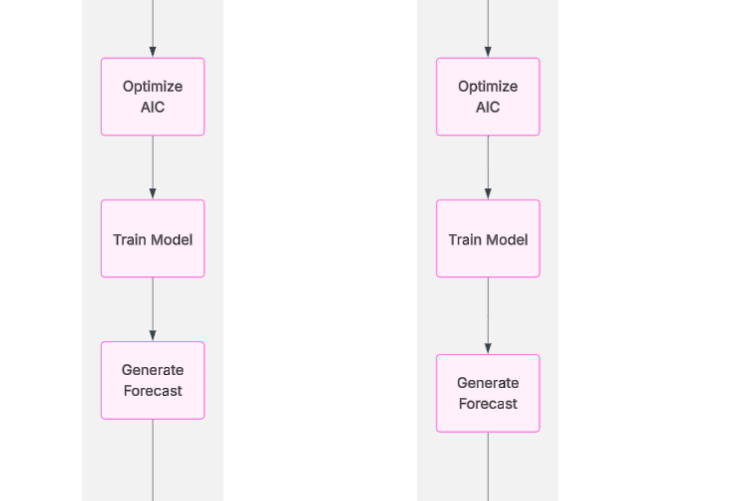 Optimize
AIC
Optimize
AIC
Train Model
Train Model
Generate
Forecast
Generate
Forecast